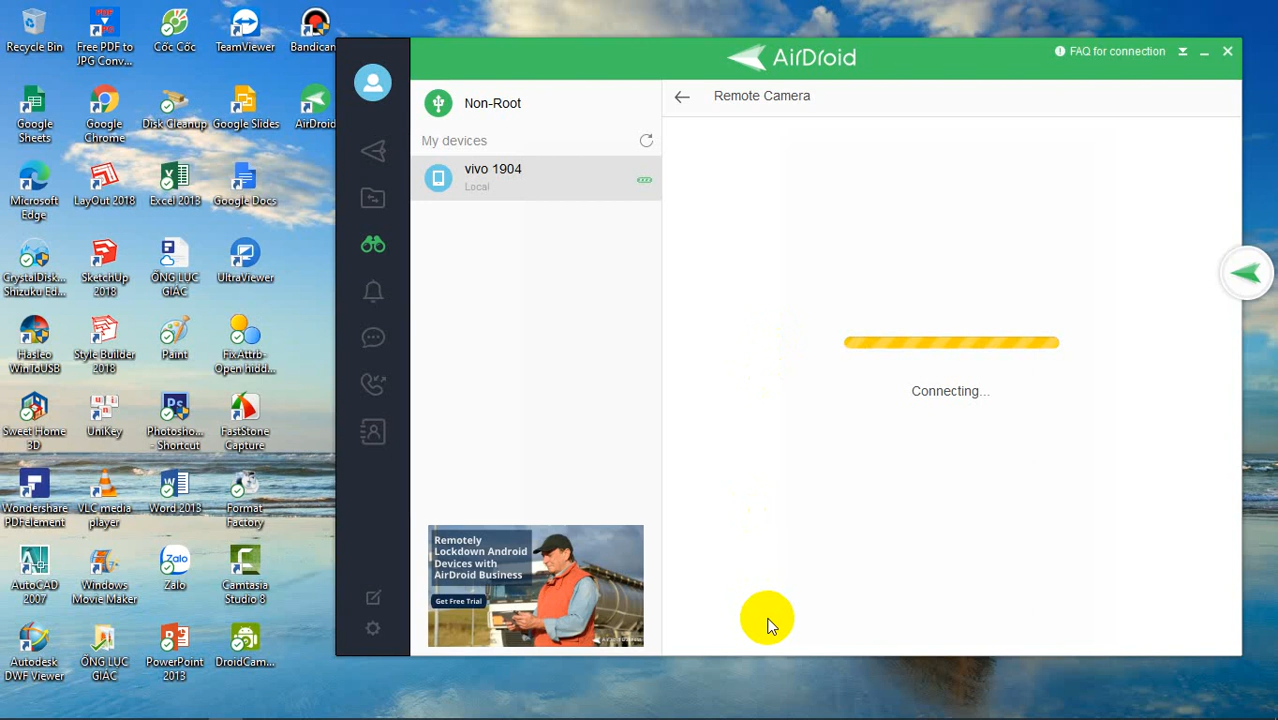 Recycle Bin
Free PDF to
JPG Conv...
Cốc Cốc
TeamViewer
Bandicam
Google
Sheets
Google
Chrome
Disk Cleanup
Google Slides
AirDroid
Microsoft
Edge
LayOut 2018
Excel 2013
Google Docs
CrystalDisk...
Shizuku Ed...
SketchUp
2018
ỐNG LỤC
GIÁC
UltraViewer
Hasleo
WinToUSB
Style Builder
2018
Paint
FixAttrb-
Open hidd...
Sweet Home
3D
UniKey
Photosho...
- Shortcut
FastStone
Capture
Wondershare
PDFelement
VLC media
player
Word 2013
Format
Factory
AutoCAD
2007
Windows
Movie Maker
Zalo
Camtasia
Studio 8
Autodesk
DWF Viewer
ỐNG LỤC
GIÁC
PowerPoint
2013
DroidCam...
AirDroid
FAQ for connection
Non-Root
My devices
vivo 1904
Local
Remote Camera
Connecting...
Remotely
Lockdown Android
Devices with
AirDroid Business
Get Free Trial